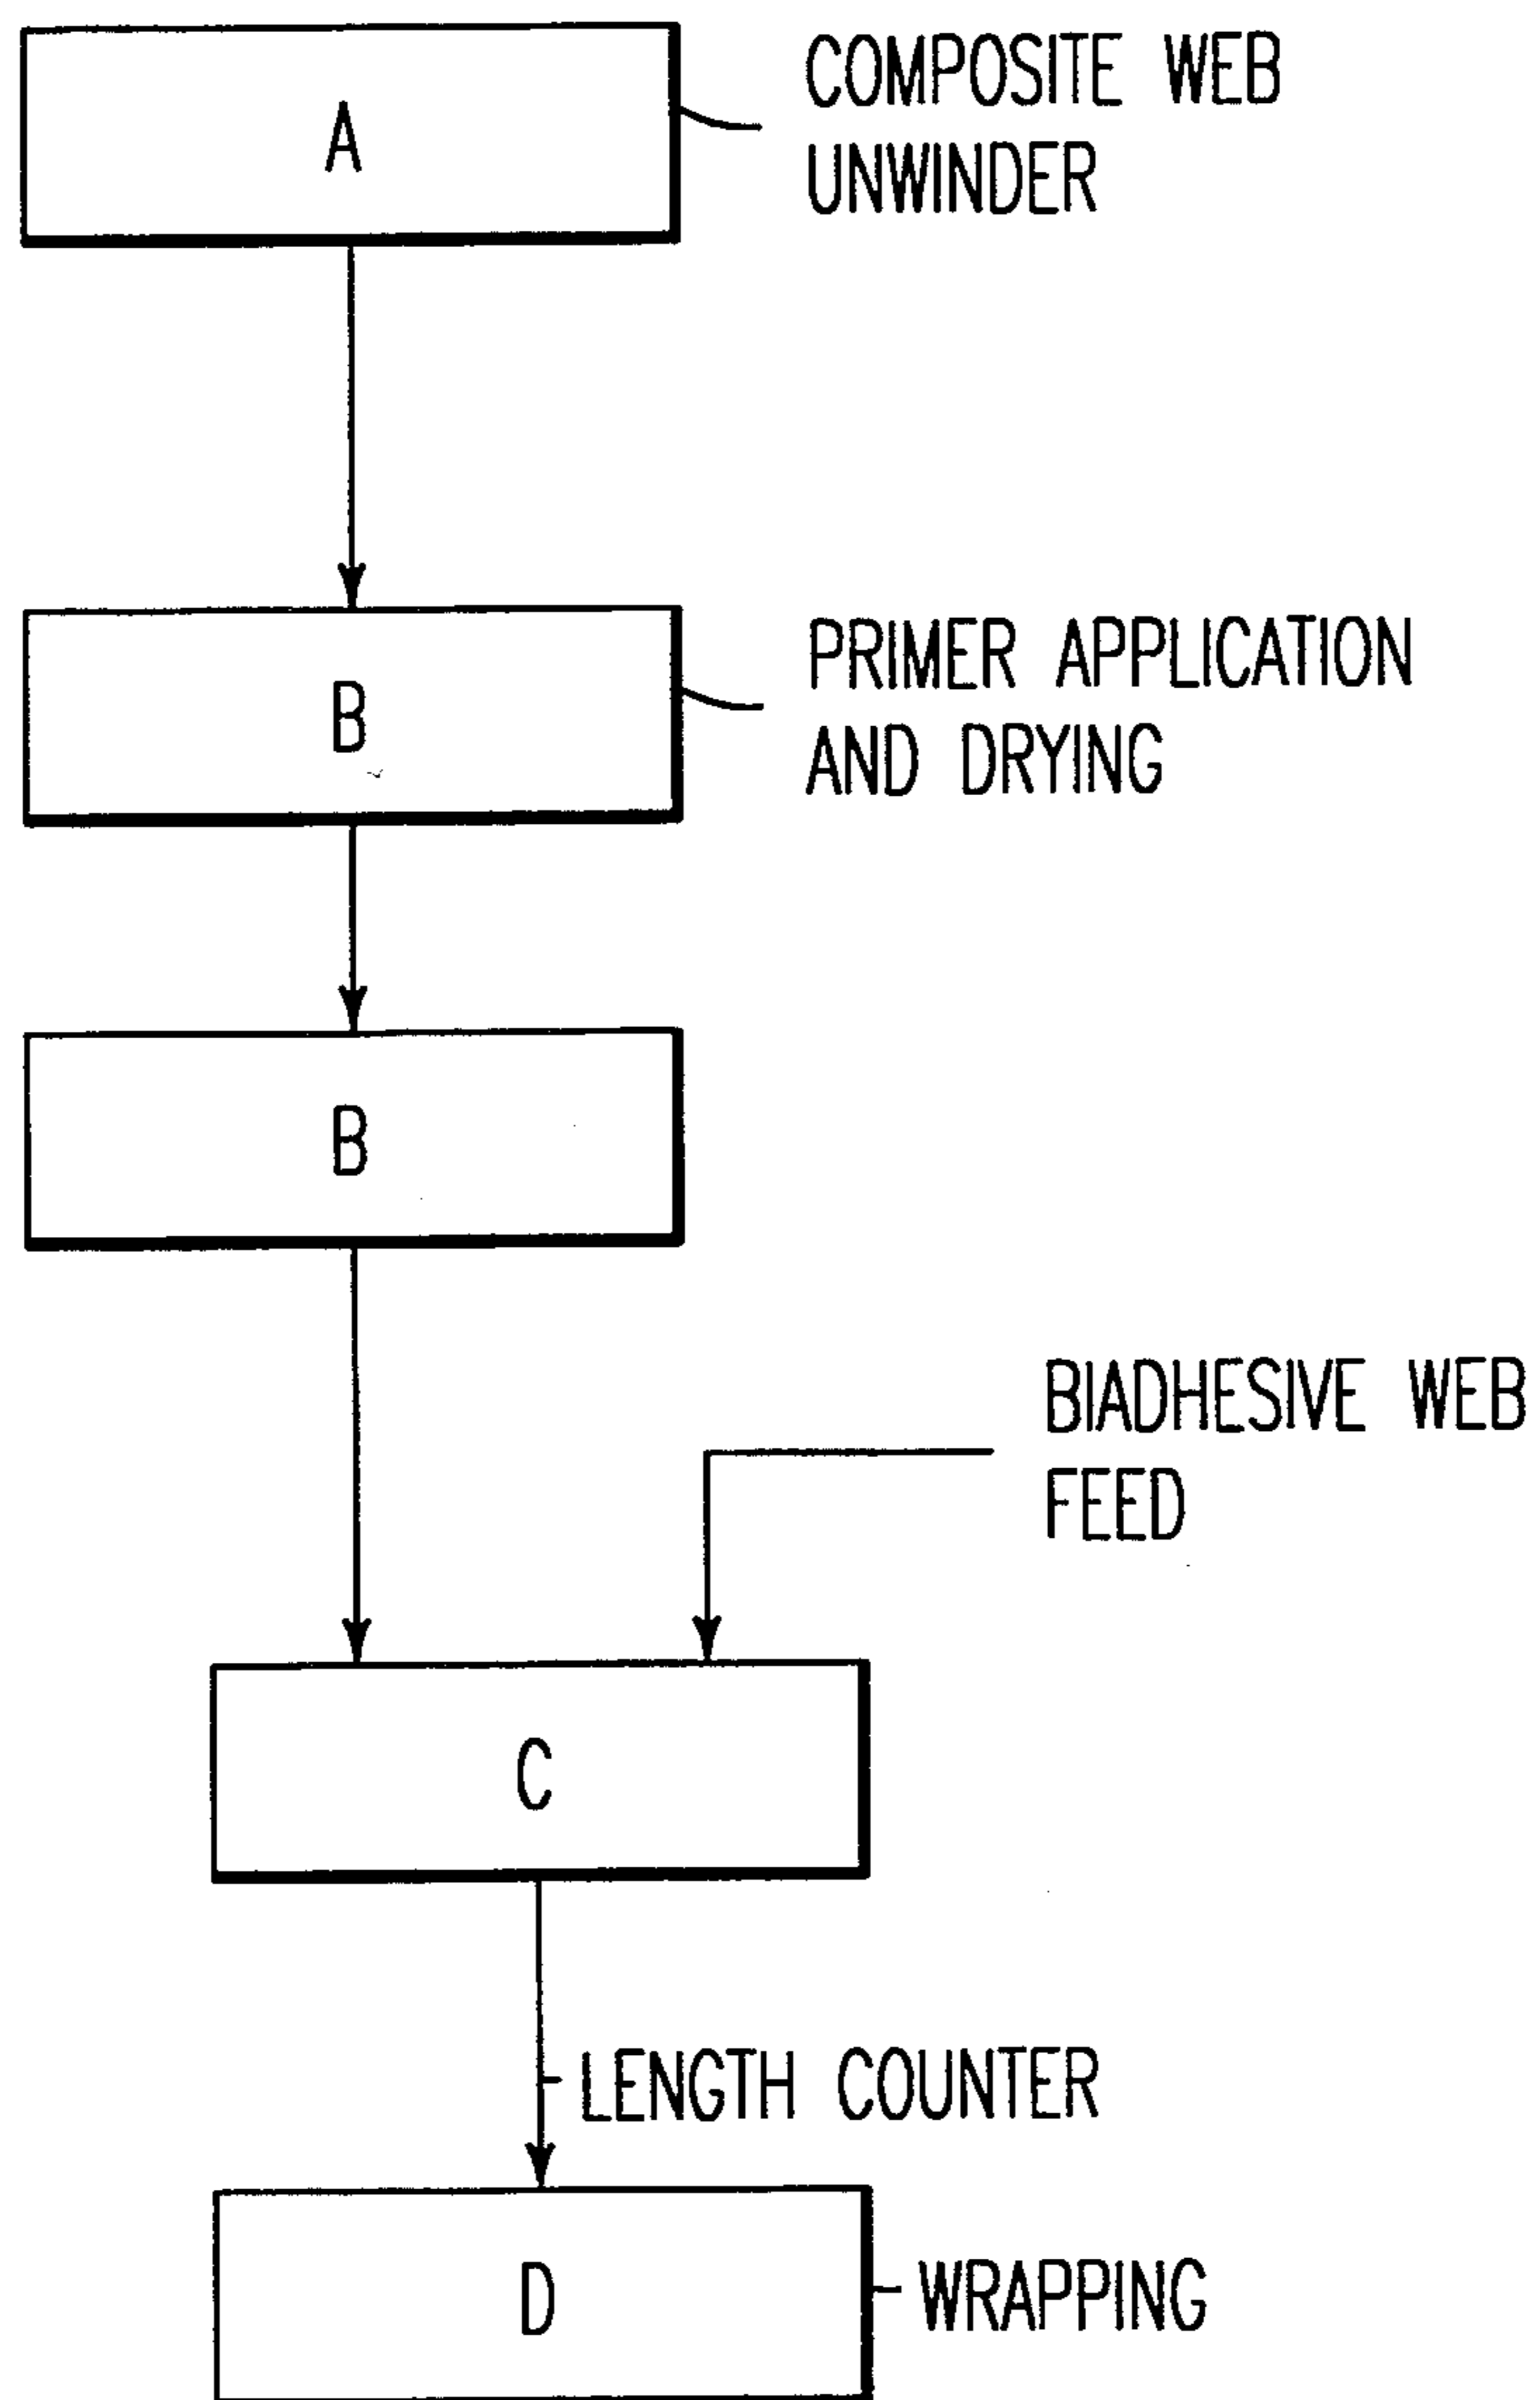 A
COMPOSITE WEB
UNWINDER
B
PRIMER APPLICATION
AND DRYING
B
BIADHESIVE WEB
FEED
C
LENGTH COUNTER
D
WRAPPING